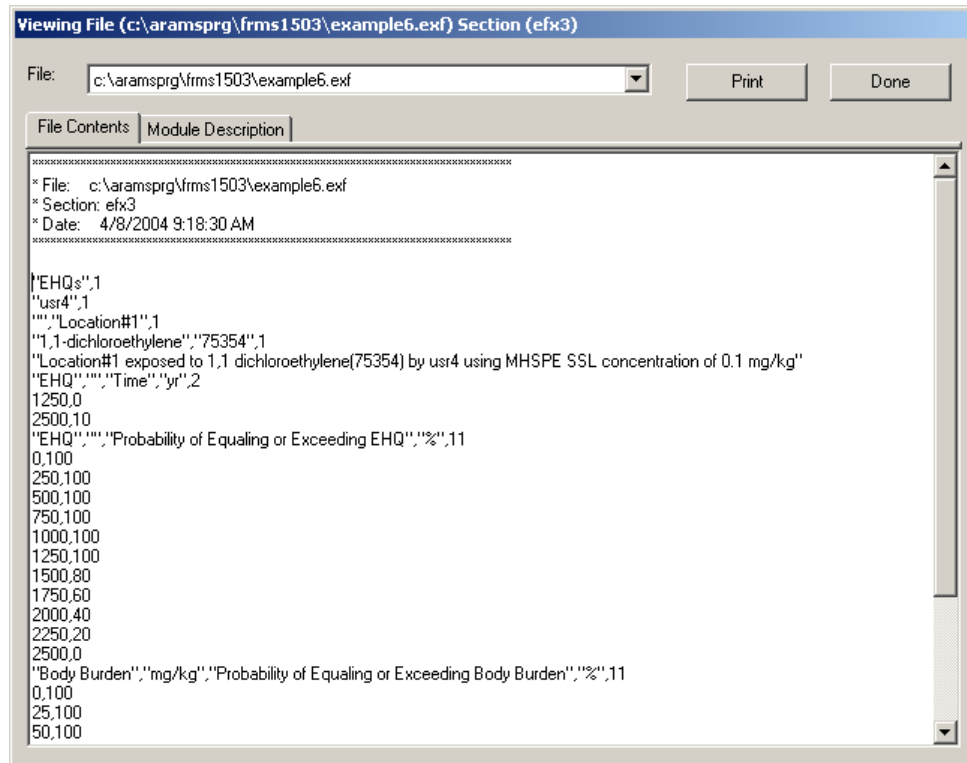 Viewing File (c:\aramsprg\frms1503\example6.exf) Section (efx3)
File: c:\aramsprg\frms1503\example6.exf Print Done
File Contents Module Description
* File: c:\aramsprg\frms1503\example6.exf
* Section: efx3
* Date: 4/8/2004 9:18:30 AM
"EHQs",1
"usr4",1
"","Location#1",1
"1,1-dichloroethylene","75354",1
"Location#1 exposed to 1,1 dichloroethylene(75354) by usr4 using MHSPE SSL concentration of 0.1 mg/kg"
"EHQ","","Time","yr",2
1250,0
2500,10
"EHQ","","Probability of Equaling or Exceeding EHQ","%",11
0,100
250,100
500,100
750,100
1000,100
1250,100
1500,80
1750,60
2000,40
2250,20
2500,0
"Body Burden","mg/kg","Probability of Equaling or Exceeding Body Burden","%",11
0,100
25,100
50,100